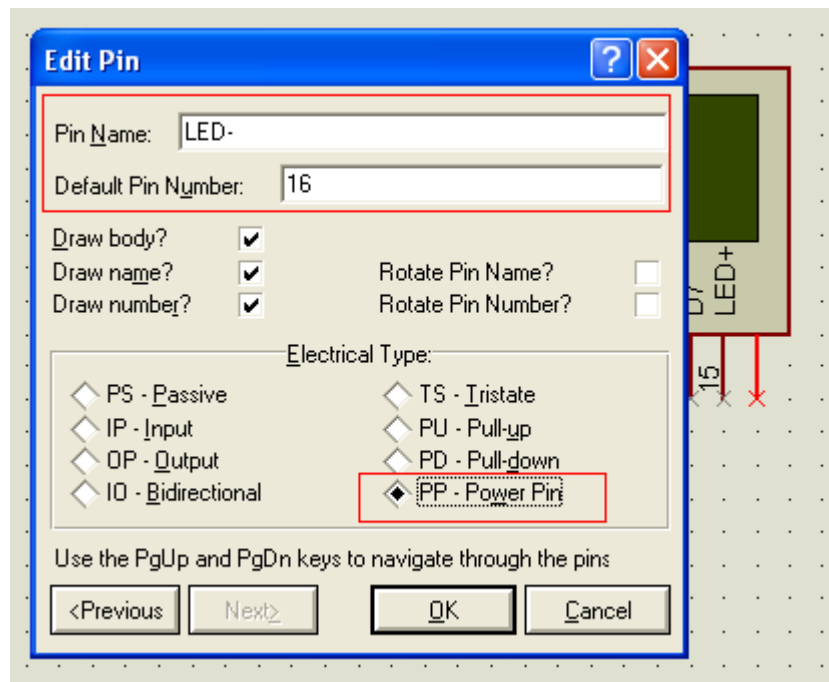 Edit Pin
Pin Name: LED-
Default Pin Number: 16
Draw body?
Draw name? Rotate Pin Name?
Draw number? Rotate Pin Number?
Electrical Type:
PS - Passive TS - Tristate
IP - Input PU - Pull-up
OP - Output PD - Pull-down
IO - Bidirectional PP - Power Pin
Use the PgUp and PgDn keys to navigate through the pins
<Previous Next> OK Cancel
D7
LED+
15